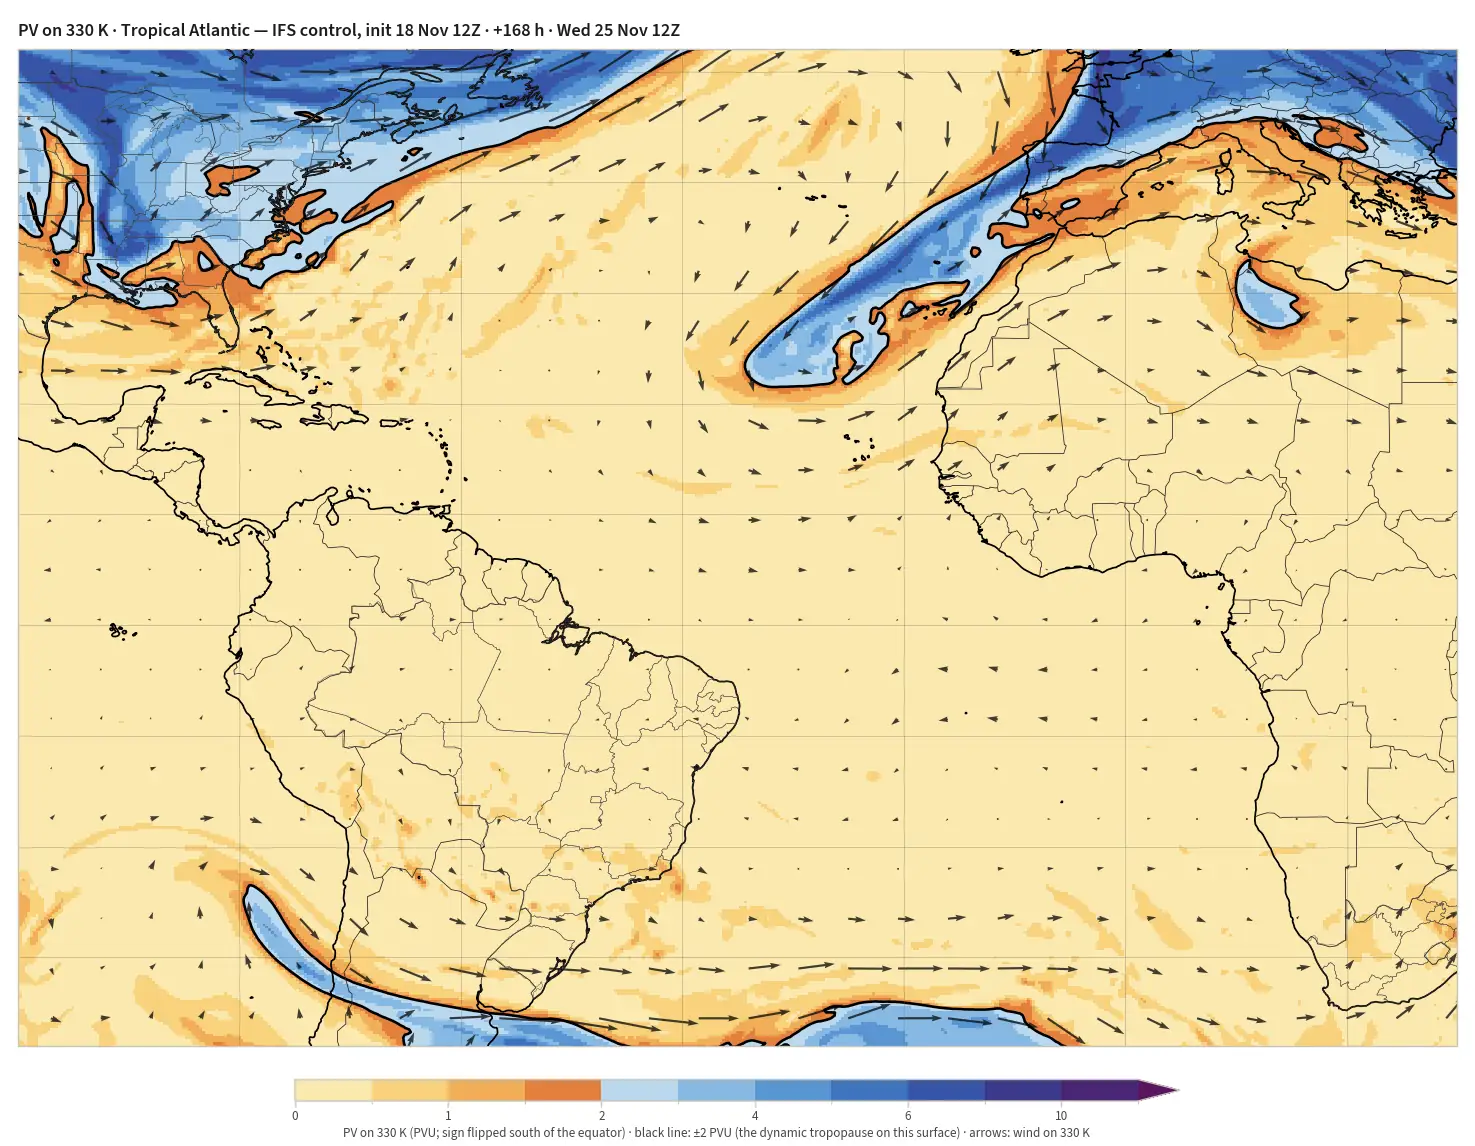 PV on 330 K · Tropical Atlantic — IFS control, init 18 Nov 12Z · +168 h · Wed 25 Nov 12Z
0 1 2 4 6 10
PV on 330 K (PVU; sign flipped south of the equator) · black line: ±2 PVU (the dynamic tropopause on this surface) · arrows: wind on 330 K